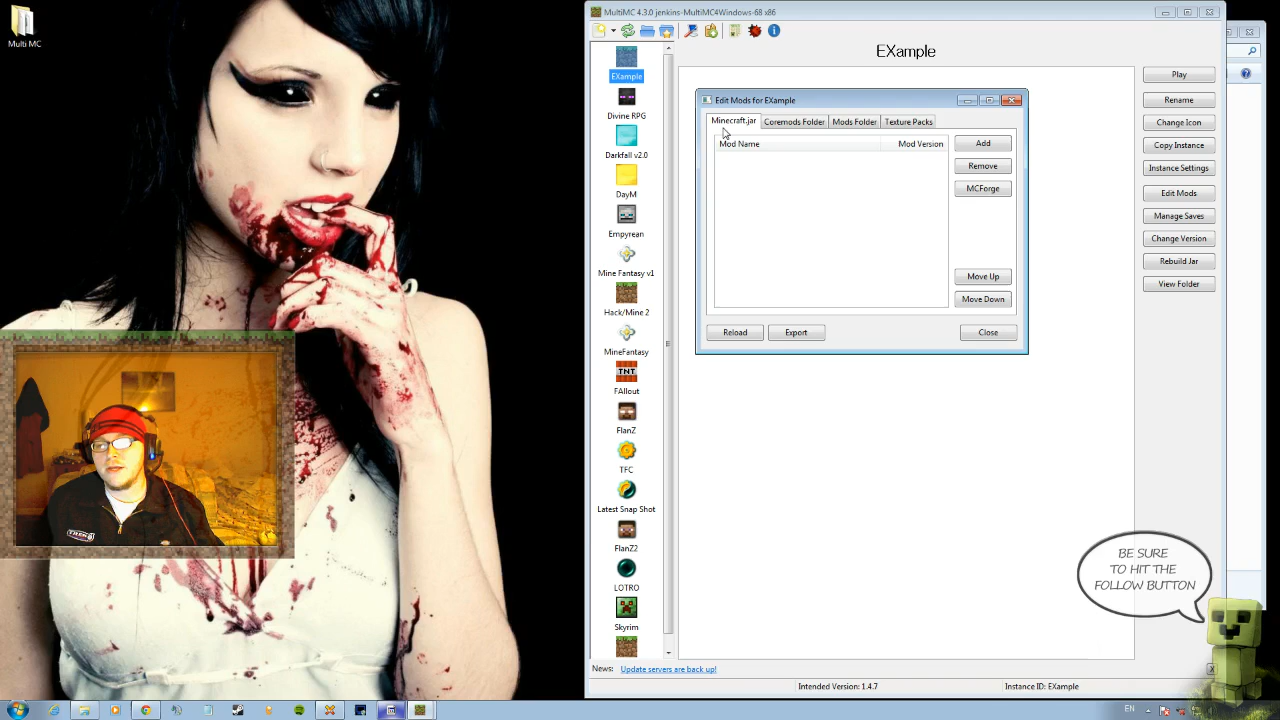 Multi MC
MultiMC 4.3.0 jenkins-MultiMC4Windows-68 x86
EXample
EXample
Divine RPG
Darkfall v2.0
DayM
Empyrean
Mine Fantasy v1
Hack/Mine 2
MineFantasy
TNT
FAllout
FlanZ
TFC
Latest Snap Shot
FlanZ2
LOTRO
Skyrim
Edit Mods for EXample
Minecraft.jar
Coremods Folder
Mods Folder
Texture Packs
Mod Name
Mod Version
Add
Remove
MCForge
Move Up
Move Down
Reload
Export
Close
Play
Rename
Change Icon
Copy Instance
Instance Settings
Edit Mods
Manage Saves
Change Version
Rebuild Jar
View Folder
BE SURE
TO HIT THE
FOLLOW BUTTON
News:
Update servers are back up!
Intended Version: 1.4.7
Instance ID: EXample
EN